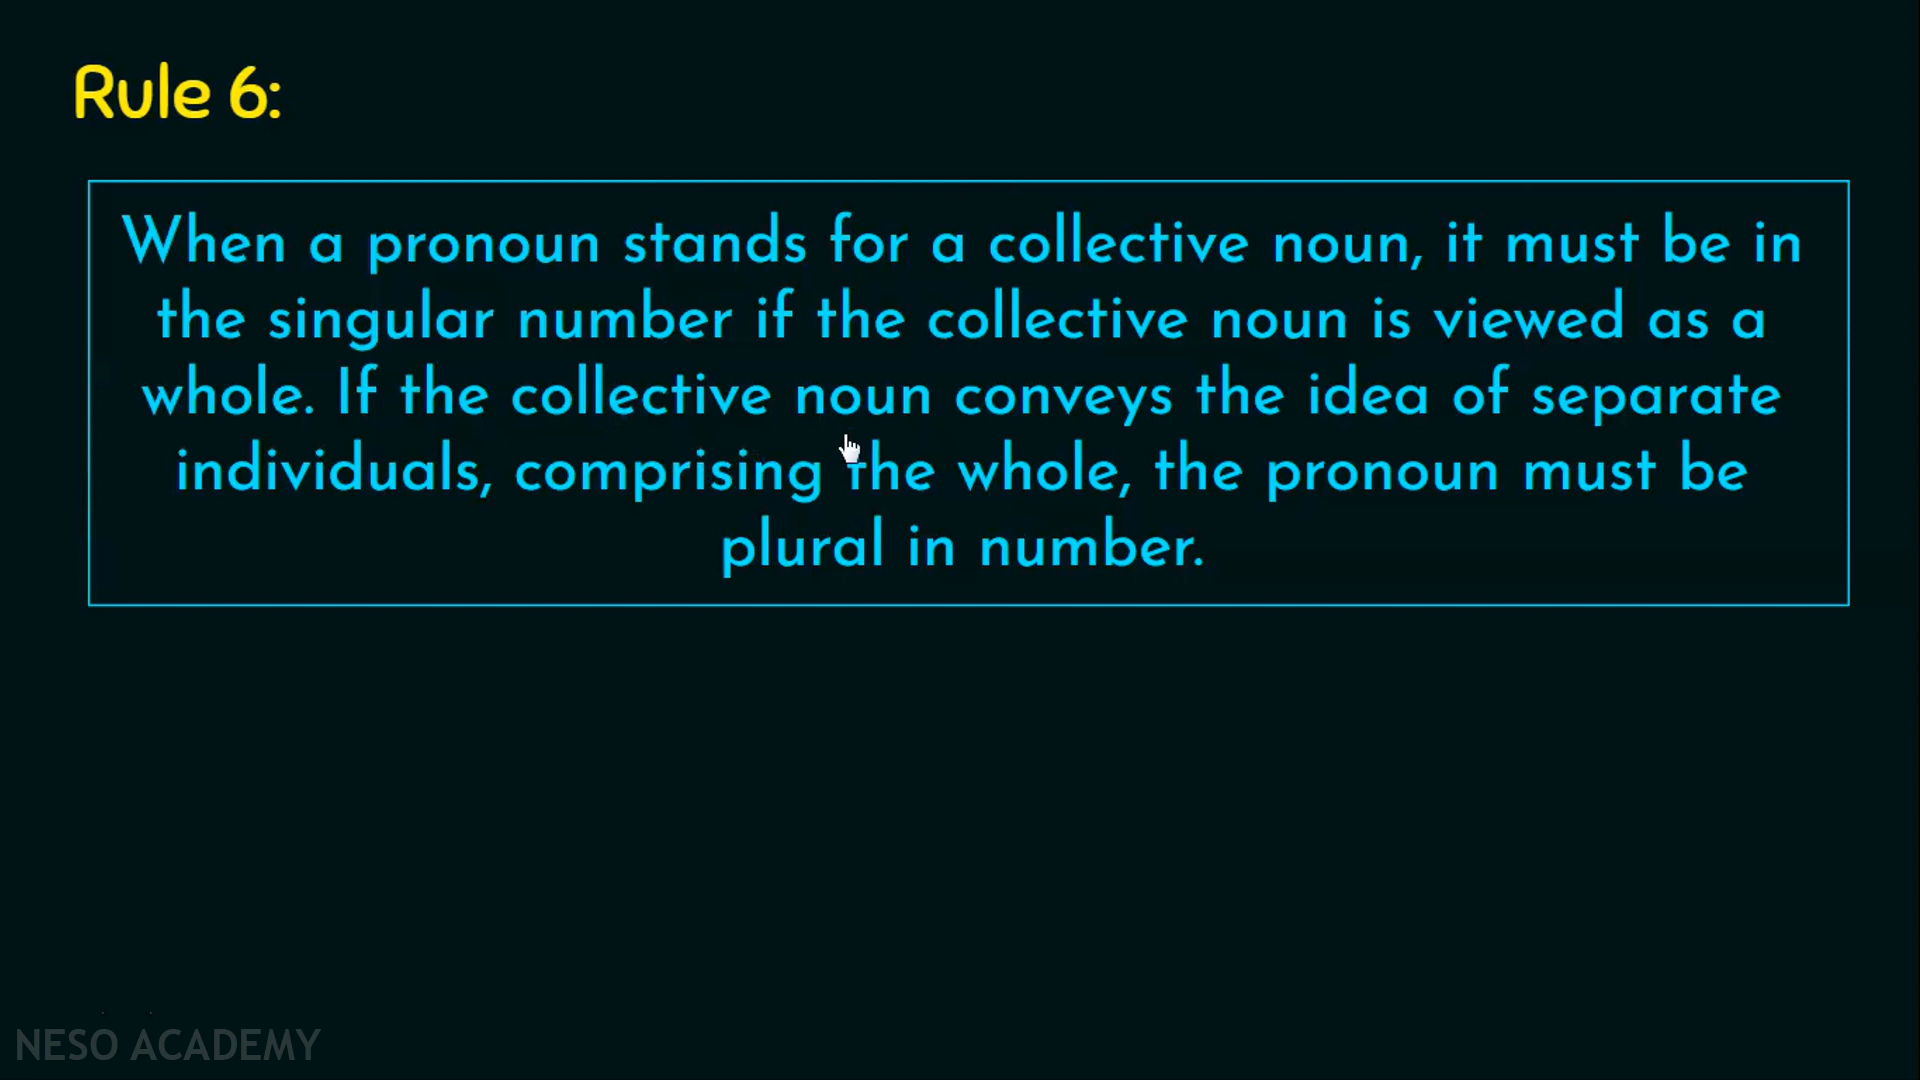 Rule 6:
When a pronoun stands for a collective noun, it must be in
the singular number if the collective noun is viewed as a
whole. If the collective noun conveys the idea of separate
individuals, comprising the whole, the pronoun must be
plural in number.
NESO ACADEMY